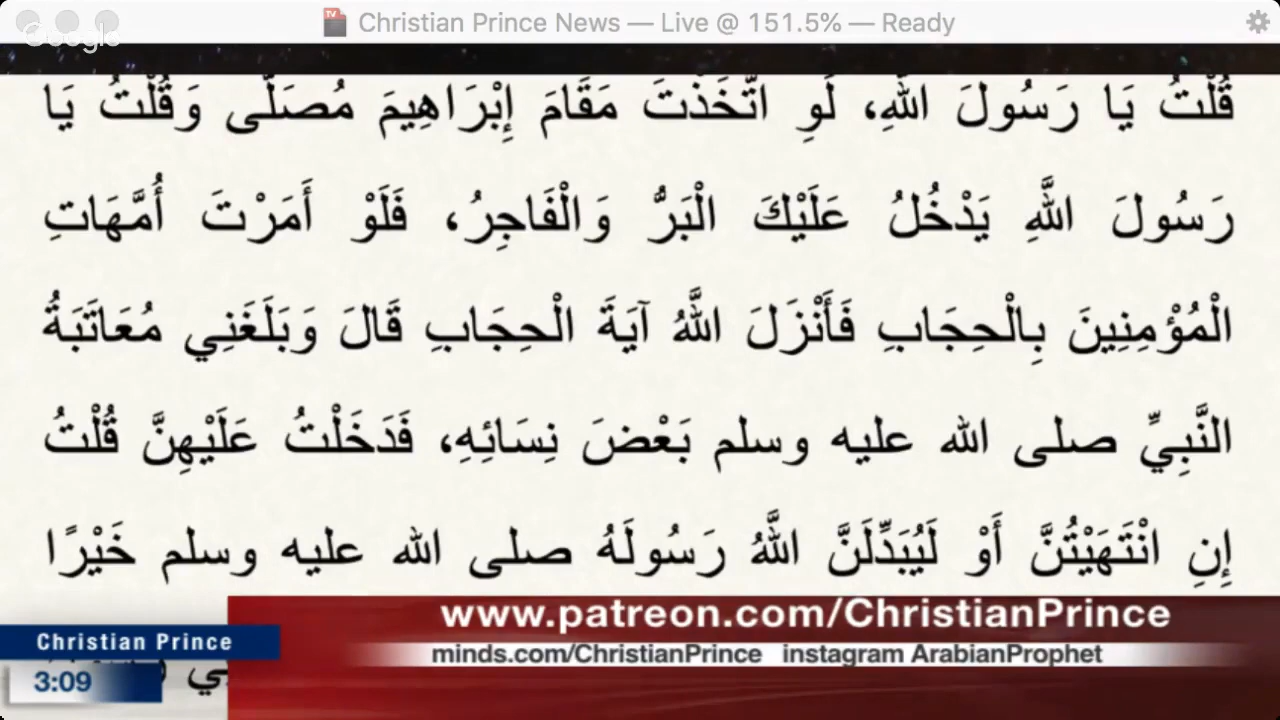 Christian Prince News — Live @ 151.5% — Ready
Google
قُلْتُ يَا رَسُولَ اللَّهِ، لَوِ اتَّخَذْتَ مَقَامَ إِبْرَاهِيمَ مُصَلًّى وَقُلْتُ يَا
رَسُولَ اللَّهِ يَدْخُلُ عَلَيْكَ الْبَرُّ وَالْفَاجِرُ، فَلَوْ أَمَرْتَ أُمَّهَاتِ
الْمُؤْمِنِينَ بِالْحِجَابِ فَأَنْزَلَ اللَّهُ آيَةَ الْحِجَابِ قَالَ وَبَلَغَنِي مُعَاتَبَةُ
النَّبِيِّ صلى الله عليه وسلم بَعْضَ نِسَائِهِ، فَدَخَلْتُ عَلَيْهِنَّ قُلْتُ
إِنِ انْتَهَيْتُنَّ أَوْ لَيُبَدِّلَنَّ اللَّهُ رَسُولَهُ صلى الله عليه وسلم خَيْرًا
www.patreon.com/ChristianPrince
Christian Prince
minds.com/ChristianPrince instagram ArabianProphet
3:09